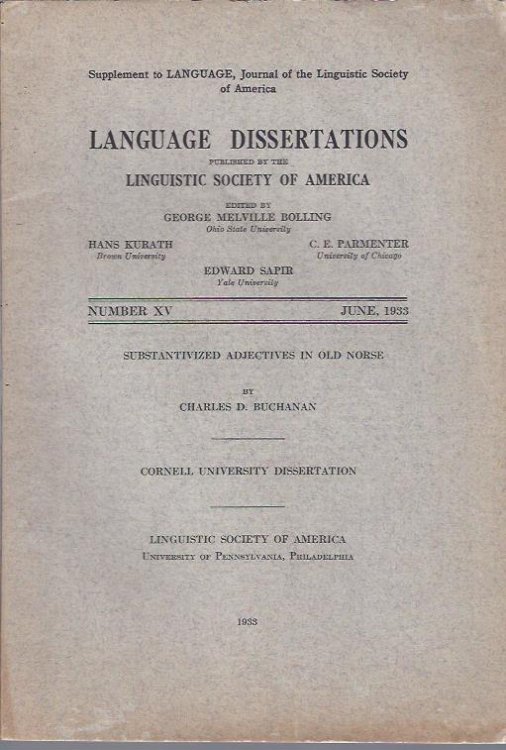 Supplement to LANGUAGE, Journal of the Linguistic Society
of America
LANGUAGE DISSERTATIONS
PUBLISHED BY THE
LINGUISTIC SOCIETY OF AMERICA
EDITED BY
GEORGE MELVILLE BOLLING
Ohio State University
HANS KURATH
Brown University
C. E. PARMENTER
University of Chicago
EDWARD SAPIR
Yale University
NUMBER XV JUNE, 1933
SUBSTANTIVIZED ADJECTIVES IN OLD NORSE
BY
CHARLES D. BUCHANAN
CORNELL UNIVERSITY DISSERTATION
LINGUISTIC SOCIETY OF AMERICA
UNIVERSITY OF PENNSYLVANIA, PHILADELPHIA
1933